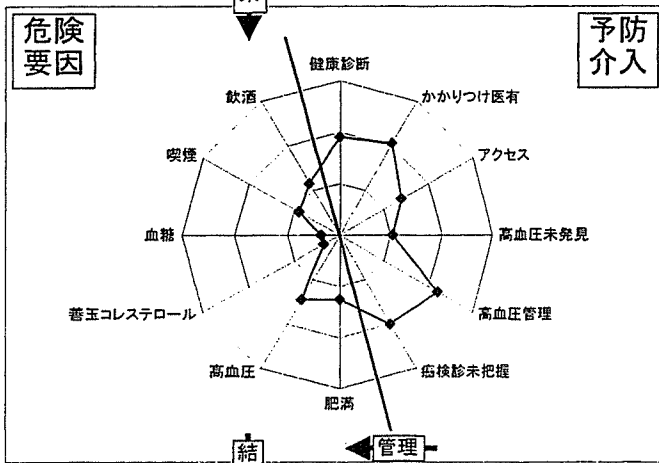 危険
要因
予防
介入
健康診断
飲酒
かかりつけ医有
喫煙
アクセス
血糖
高血圧未発見
善玉コレステロール
高血圧管理
高血圧
癌検診未把握
肥満
結
管理